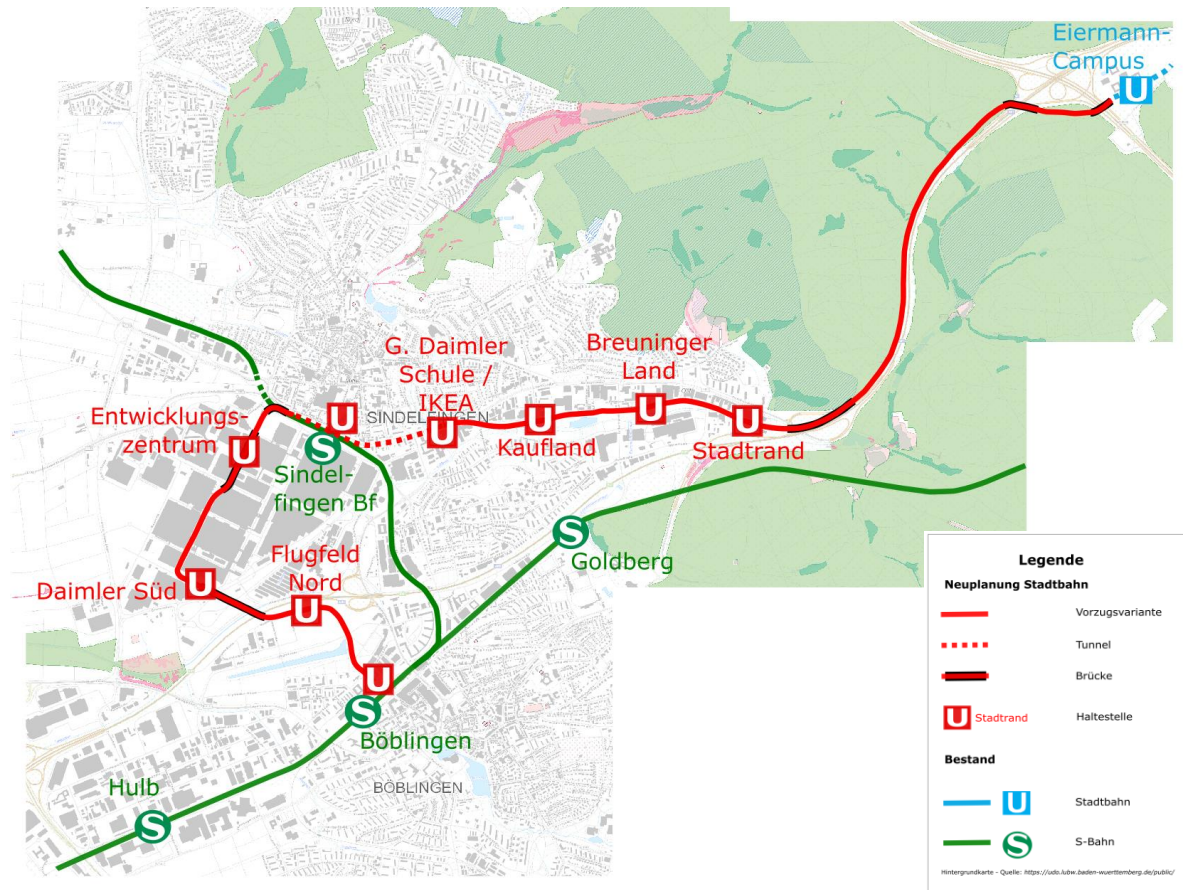 Eiermann-
Campus
U
G. Daimler
Schule /
IKEA
Breuninger
Land
Entwicklungs-
zentrum
U
U
SINDELFINGEN
U
U
Kaufland
U
U
Stadtrand
S
Sindel-
fingen Bf
S
Goldberg
Flugfeld
Nord
Daimler Süd
U
U
U
S
Böblingen
BÖBLINGEN
Hulb
S
Legende
Neuplanung Stadtbahn
Vorzugsvariante
Tunnel
Brücke
U Stadtrand Haltestelle
Bestand
U Stadtbahn
S S-Bahn
Hintergrundkarte - Quelle: https://udo.lubw.baden-wuerttemberg.de/public/